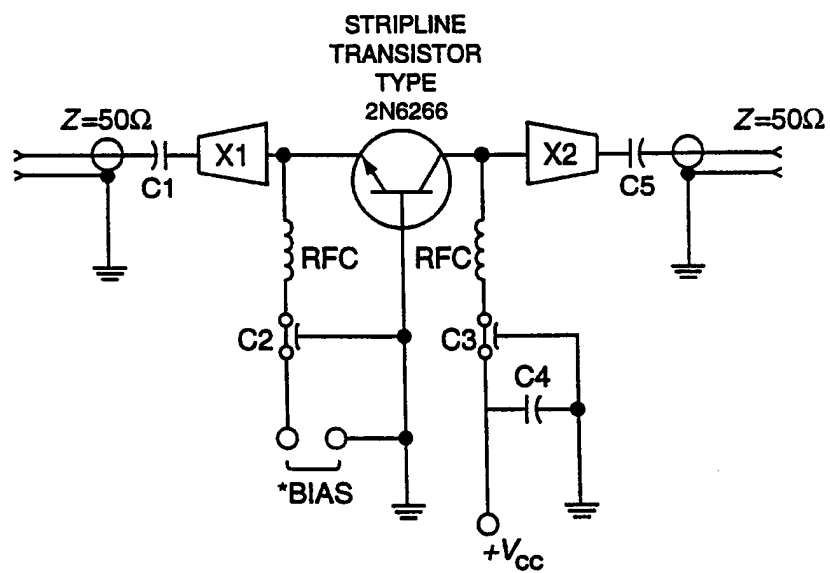 STRIPLINE
TRANSISTOR
TYPE
2N6266
Z=50Ω
Z=50Ω
X1
X2
C1
C5
RFC
RFC
C2
C3
C4
*BIAS
+VCC